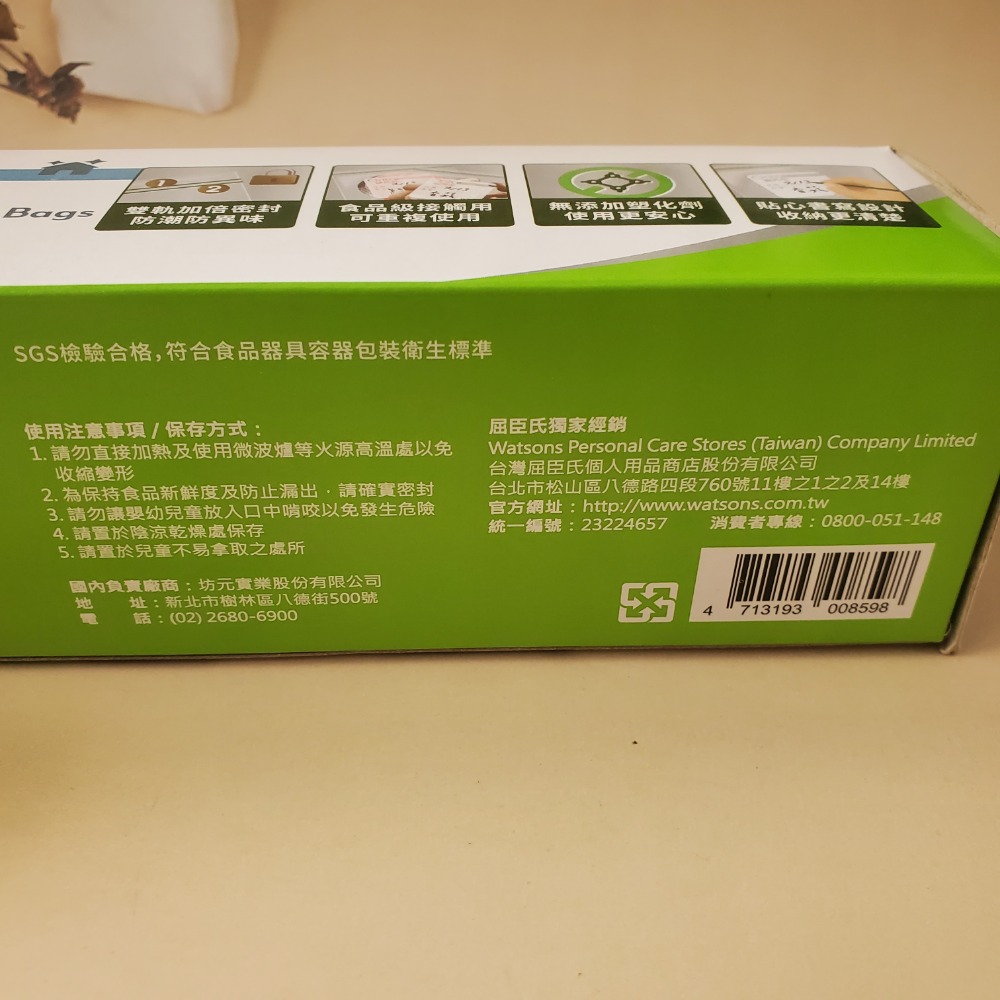 Bags
1 2
雙軌加倍密封
防潮防異味
食品級接觸用
可重複使用
無添加塑化劑
使用更安心
貼心書寫設計
收納更清楚
SGS檢驗合格,符合食品器具容器包裝衛生標準
使用注意事項 / 保存方式：
1. 請勿直接加熱及使用微波爐等火源高溫處以免
收縮變形
2. 為保持食品新鮮度及防止漏出，請確實密封
3. 請勿讓嬰幼兒童放入口中啃咬以免發生危險
4. 請置於陰涼乾燥處保存
5. 請置於兒童不易拿取之處所
國內負責廠商：坊元實業股份有限公司
地 址：新北市樹林區八德街500號
電 話：(02) 2680-6900
屈臣氏獨家經銷
Watsons Personal Care Stores (Taiwan) Company Limited
台灣屈臣氏個人用品商店股份有限公司
台北市松山區八德路四段760號11樓之1之2及14樓
官方網址：http://www.watsons.com.tw
統一編號：23224657 消費者專線：0800-051-148
4 713193 008598